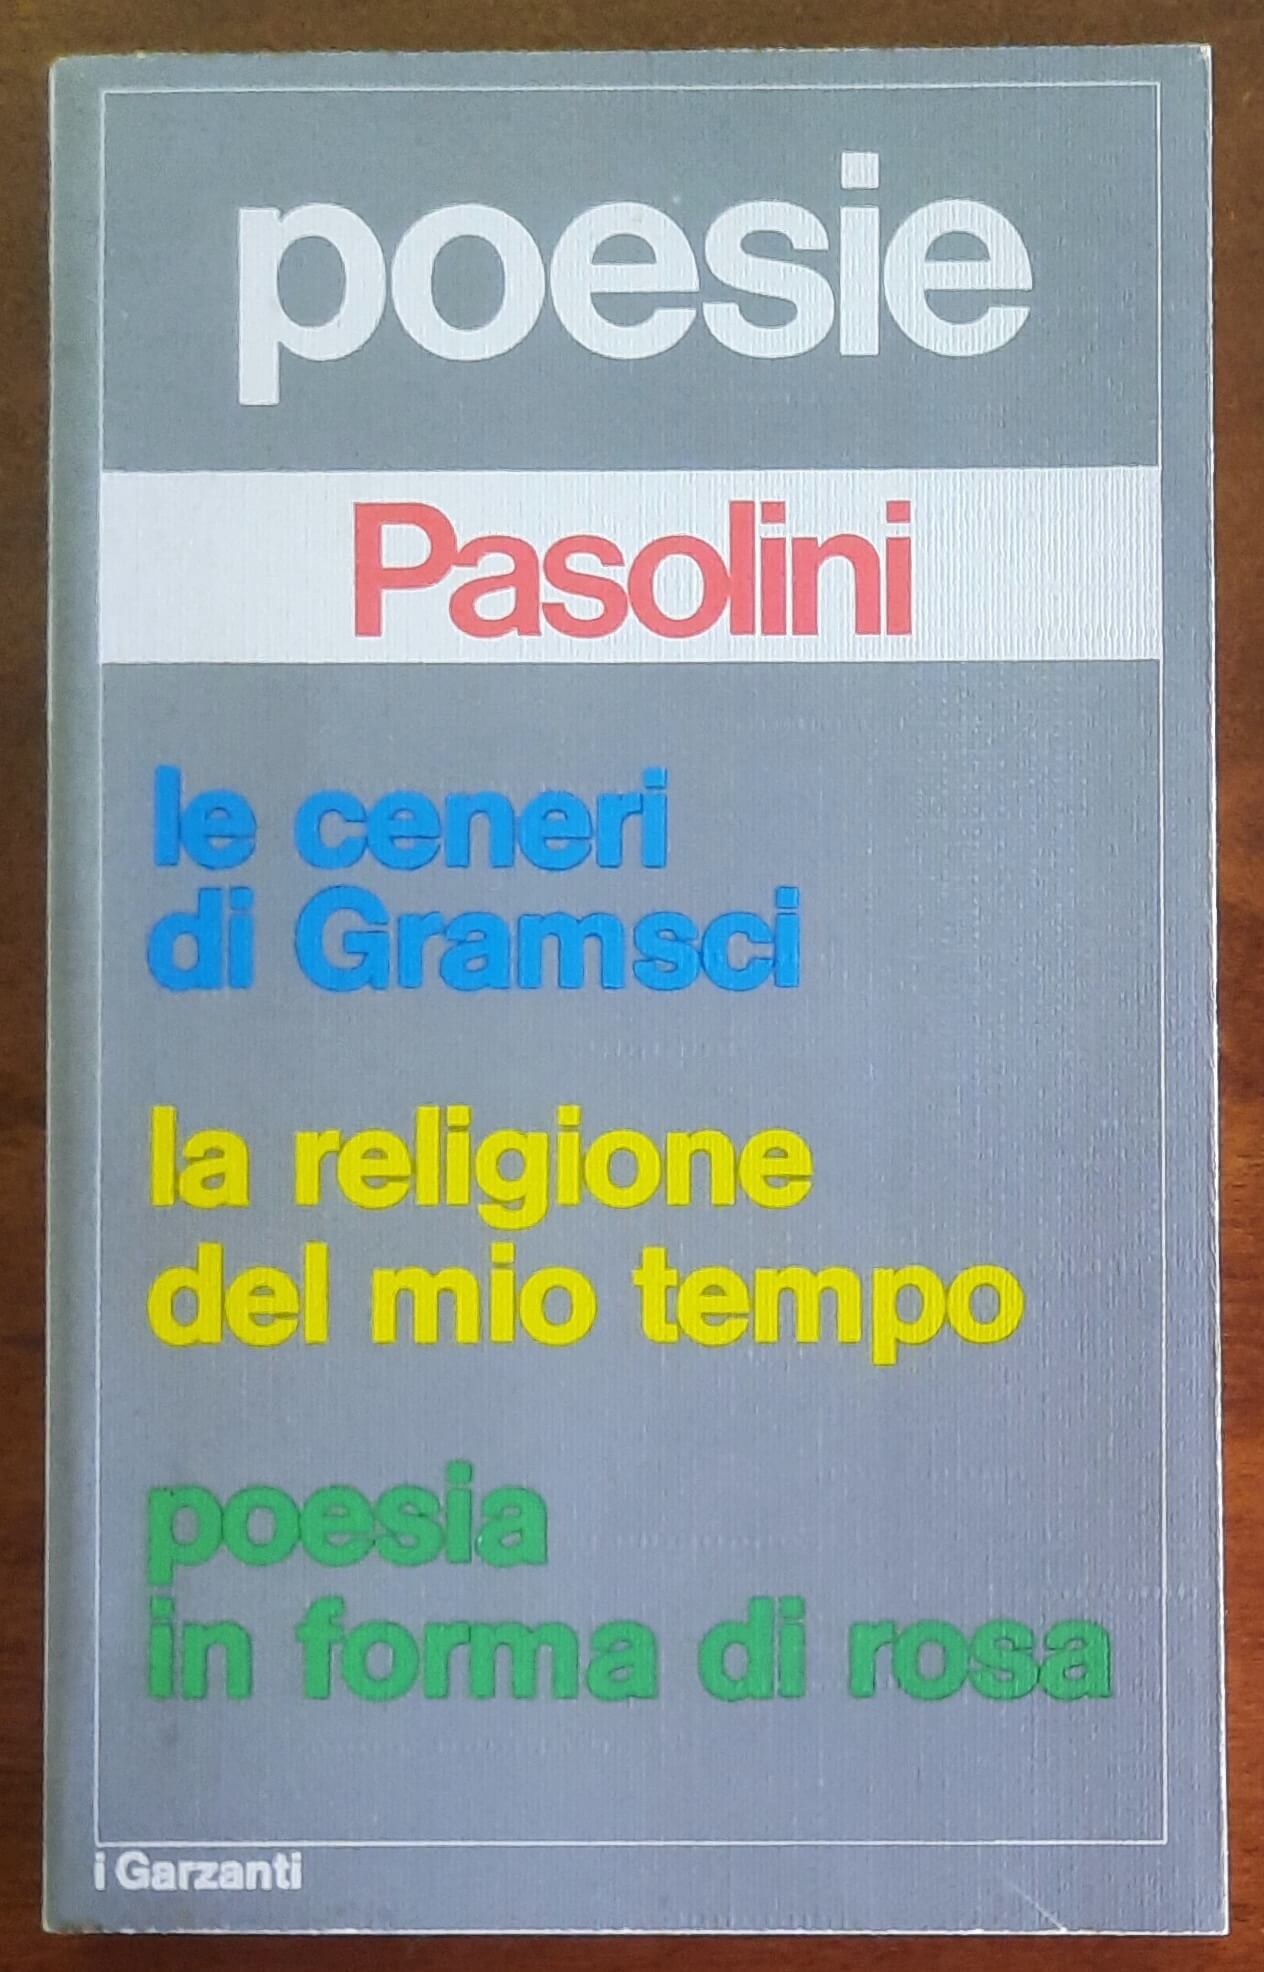 poesie
Pasolini
le ceneri
di Gramsci
la religione
del mio tempo
poesia
in forma di rosa
i Garzanti